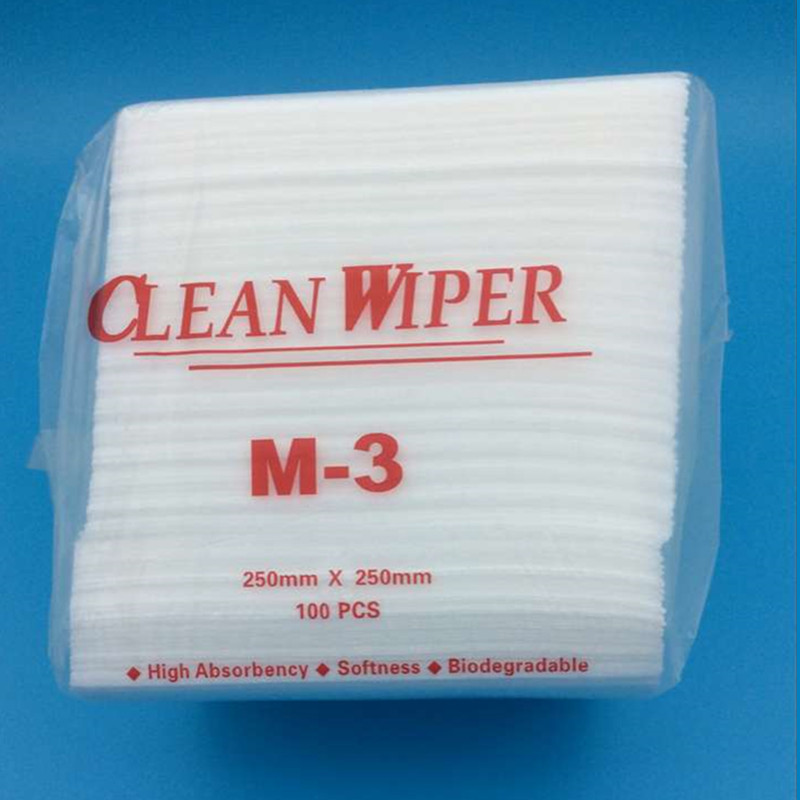 CLEAN WIPER
M-3
250mm X 250mm
100 PCS
◆ High Absorbency ◆ Softness ◆ Biodegradable